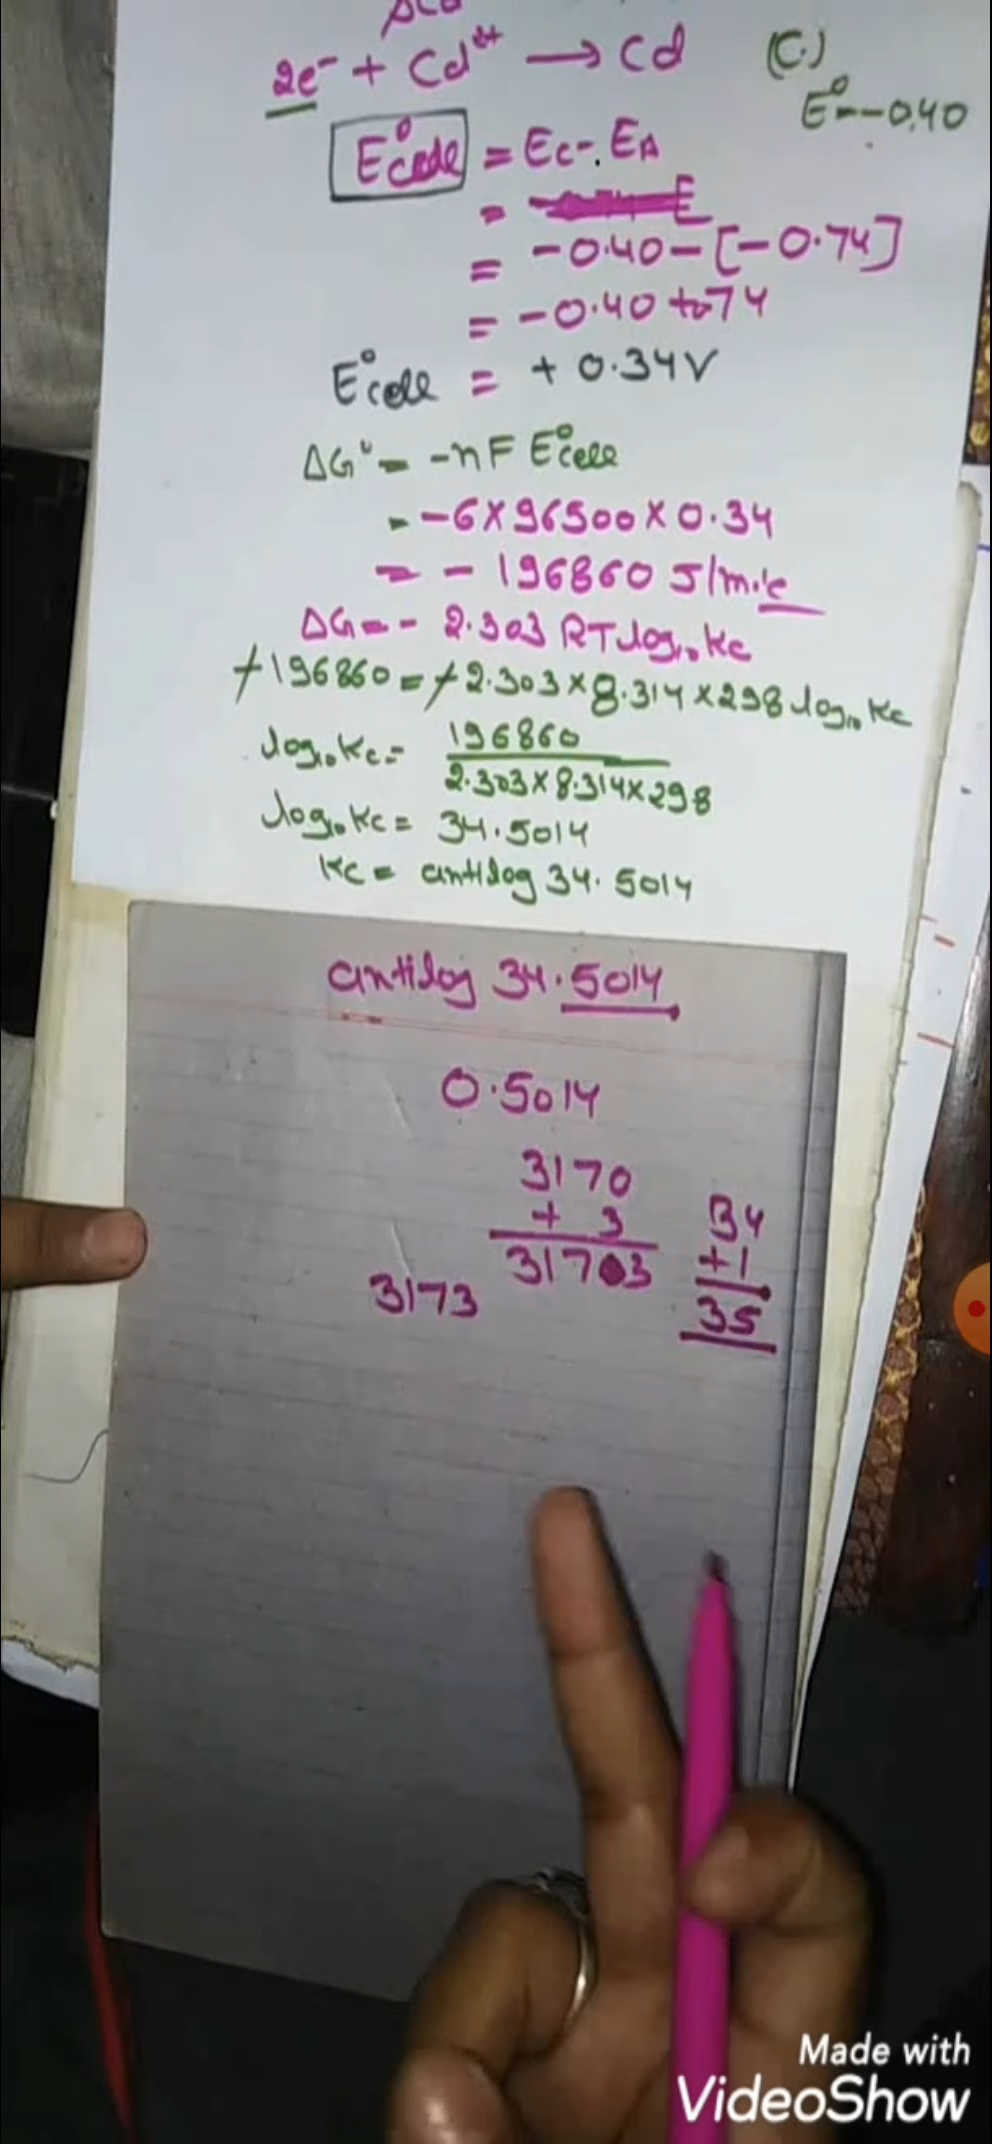 2e⁻ + Cd²⁺ → Cd (C)
E°=-0.40
E°cell = Ec-.EA
= E
= -0.40-[-0.74]
= -0.40+0.74
E°cell = +0.34V
ΔG° = -nF E°cell
= -6×96500×0.34
= -196860 J/mole
ΔG = - 2.303 RT log₁₀ Kc
-196860 = -2.303×8.314×298 log₁₀ Kc
log₁₀ Kc = 196860
2.303×8.314×298
log₁₀ Kc = 34.5014
Kc = antilog 34.5014
antilog 34.5014
0.5014
3170
+ 3
31703
3173
34
+1
35
Made with
VideoShow